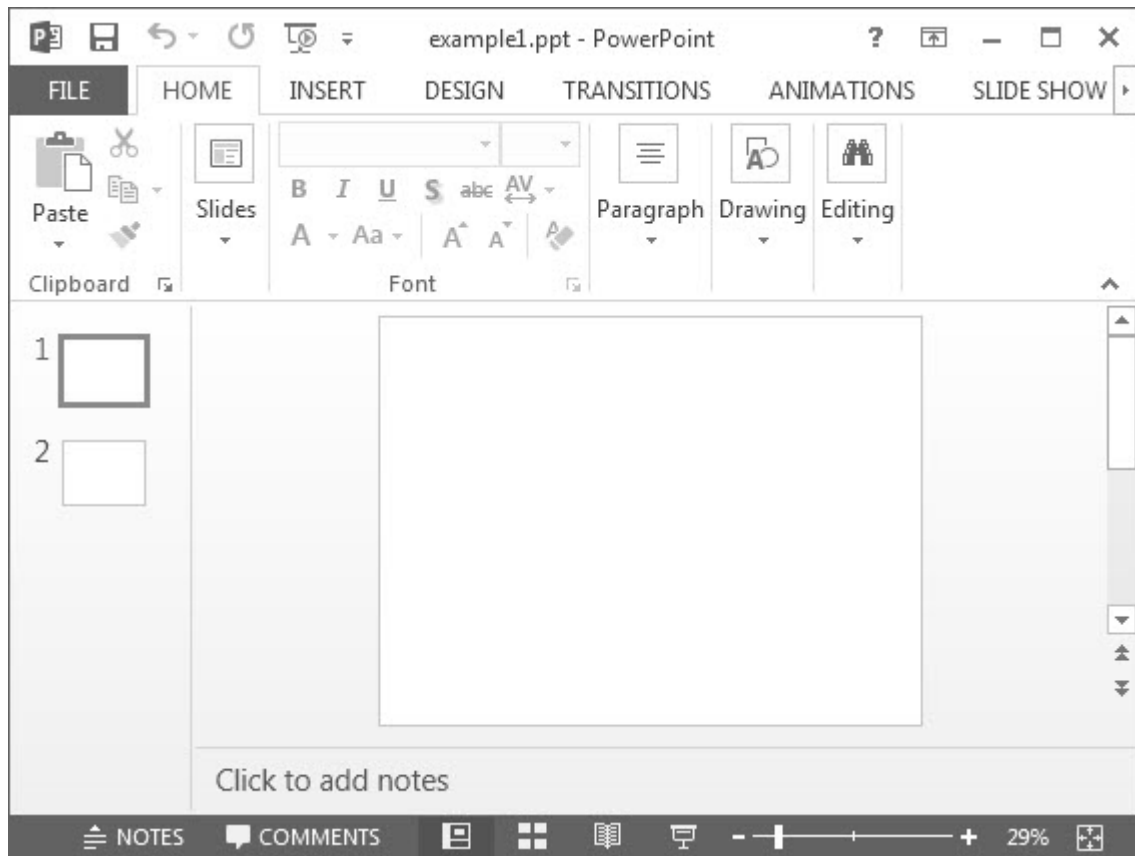 example1.ppt - PowerPoint ?
FILE HOME INSERT DESIGN TRANSITIONS ANIMATIONS SLIDE SHOW
B I U S abc AV
Paste Slides A Aa A A Paragraph Drawing Editing
Clipboard Font
1
2
Click to add notes
NOTES COMMENTS - + 29%